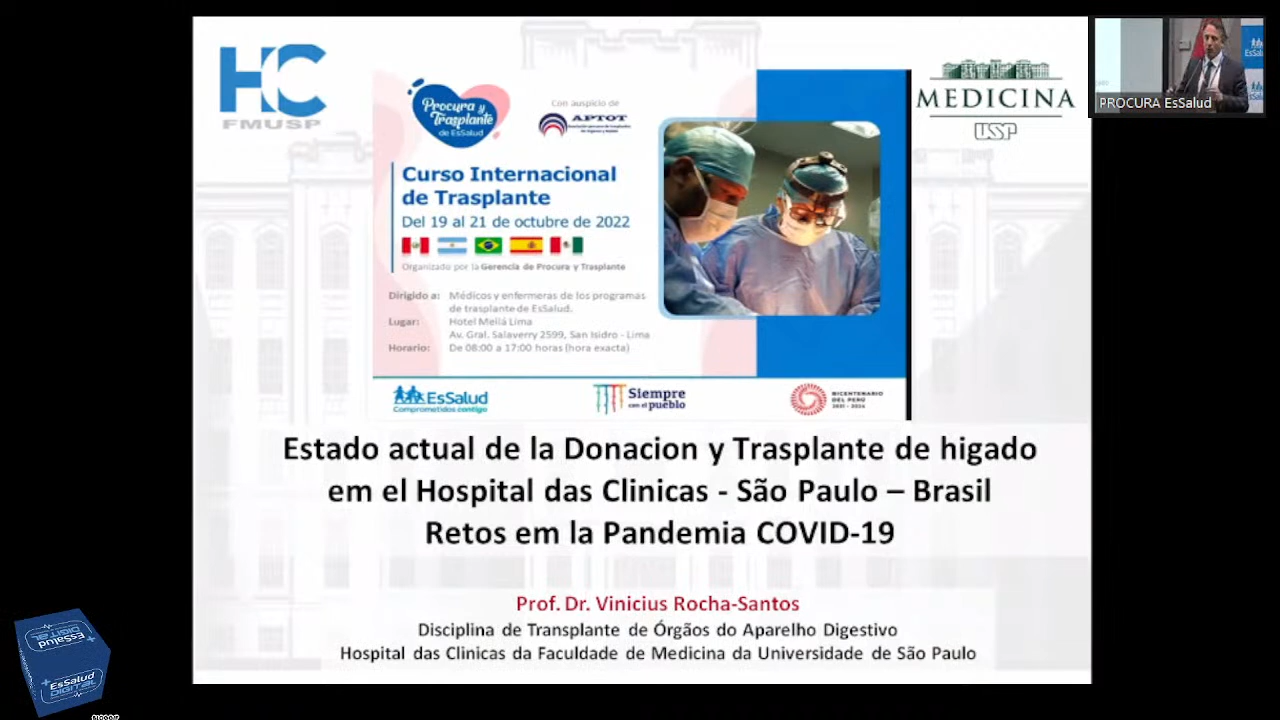 HC
FMUSP
Procura y
Trasplante
de EsSalud
Con auspicio de
APTOT
Curso Internacional
de Trasplante
Del 19 al 21 de octubre de 2022
Organizado por la Gerencia de Procura y Trasplante
Dirigido a: Médicos y enfermeras de los programas
de trasplante de EsSalud.
Lugar: Hotel Meliá Lima
Av. Gral. Salaverry 2599, San Isidro - Lima
Horario: De 08:00 a 17:00 horas (hora exacta)
EsSalud
Comprometidos contigo
Siempre
con el pueblo
BICENTENARIO
DEL PERÚ
2021 - 2024
MEDICINA
USP
EsSalud
PROCURA EsSalud
Estado actual de la Donacion y Trasplante de higado
em el Hospital das Clinicas - São Paulo – Brasil
Retos em la Pandemia COVID-19
Prof. Dr. Vinicius Rocha-Santos
Disciplina de Transplante de Órgãos do Aparelho Digestivo
Hospital das Clinicas da Faculdade de Medicina da Universidade de São Paulo
EsSalud
DIGITAL
EsSalud
DIGITAL